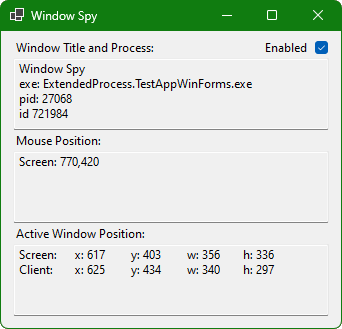 Window Spy
Window Title and Process: Enabled
Window Spy
exe: ExtendedProcess.TestAppWinForms.exe
pid: 27068
id 721984
Mouse Position:
Screen: 770,420
Active Window Position:
Screen: x: 617 y: 403 w: 356 h: 336
Client: x: 625 y: 434 w: 340 h: 297